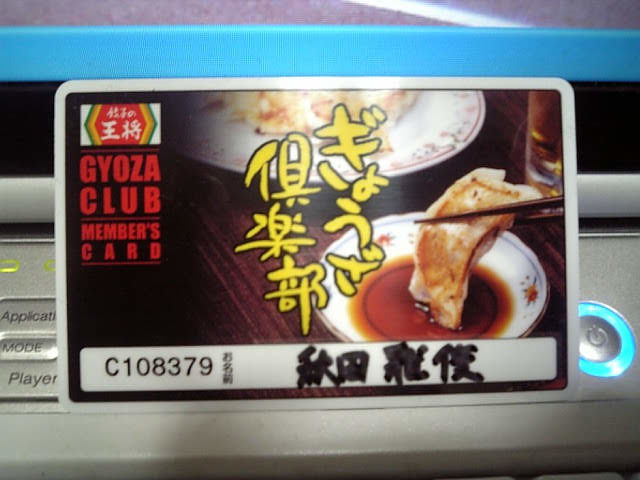 餃子の
王将
GYOZA
CLUB
MEMBER'S
CARD
ぎょうざ
倶楽部
C108379
お名前
秋田 雅俊
Applicati
MODE
Player